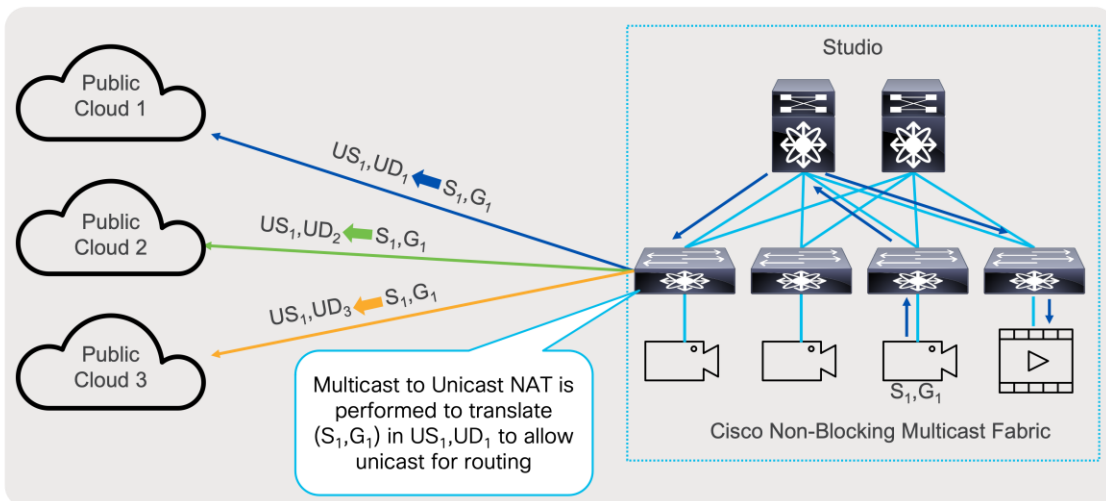 Studio
Public
Cloud 1
US₁,UD₁ S₁,G₁
Public
Cloud 2
US₁,UD₂ S₁,G₁
US₁,UD₃ S₁,G₁
Public
Cloud 3
Multicast to Unicast NAT is
performed to translate
(S₁,G₁) in US₁,UD₁ to allow
unicast for routing
S₁,G₁
Cisco Non-Blocking Multicast Fabric